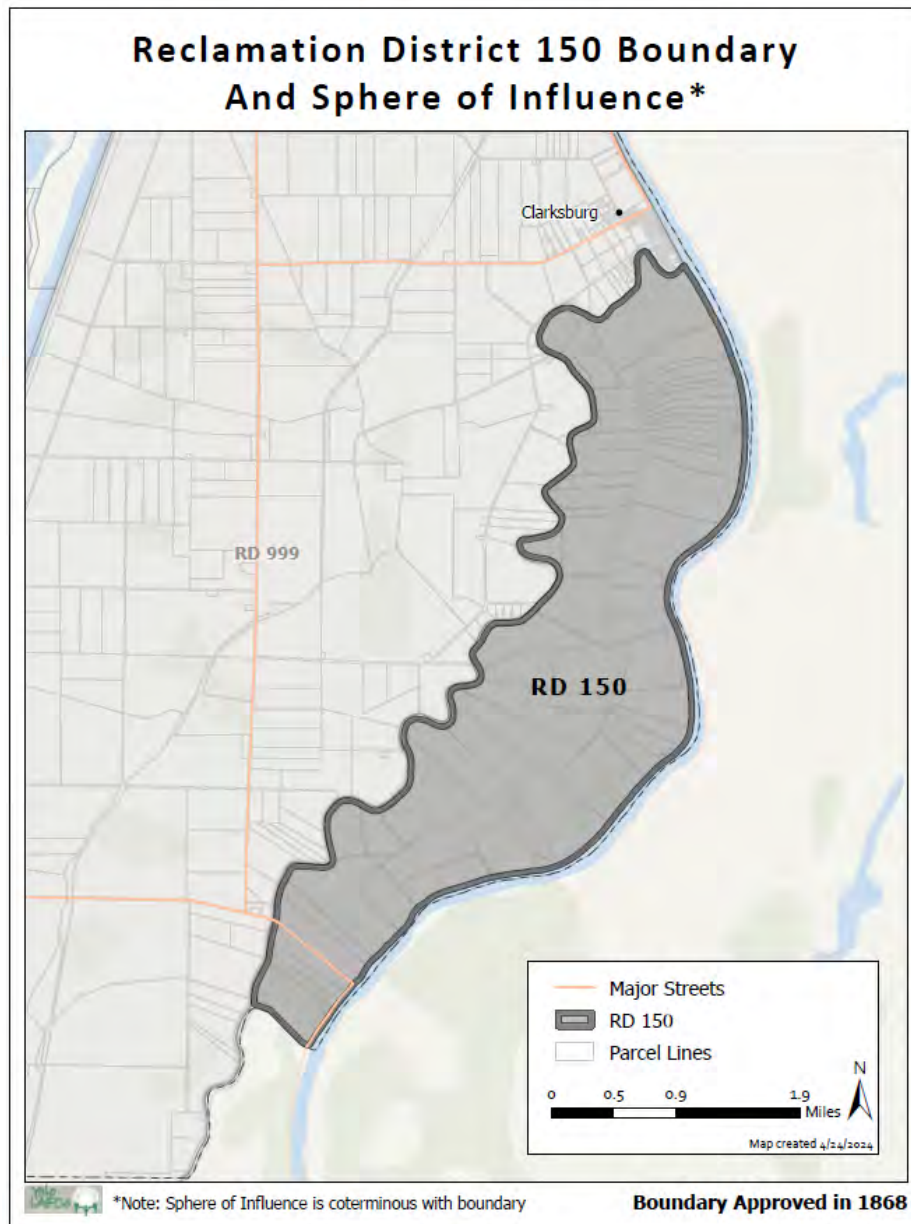 Reclamation District 150 Boundary
And Sphere of Influence*
Clarksburg
RD 999
RD 150
Major Streets
RD 150
Parcel Lines
N
0 0.5 0.9 1.9
Miles
Map created 4/24/2024
*Note: Sphere of Influence is coterminous with boundary
Boundary Approved in 1868